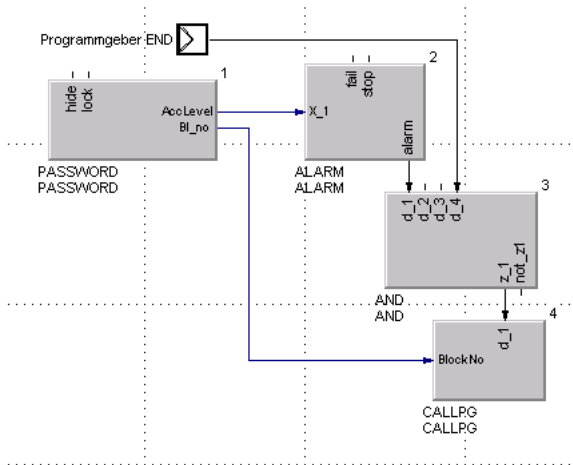 Programmgeber END
1
hide
lock
AccLevel
Bl_no
PASSWORD
PASSWORD
2
fail
stop
X_1
alarm
ALARM
ALARM
3
d_1
d_2
d_3
d_4
z_1
not_z1
AND
AND
4
d_1
BlockNo
CALLPG
CALLPG